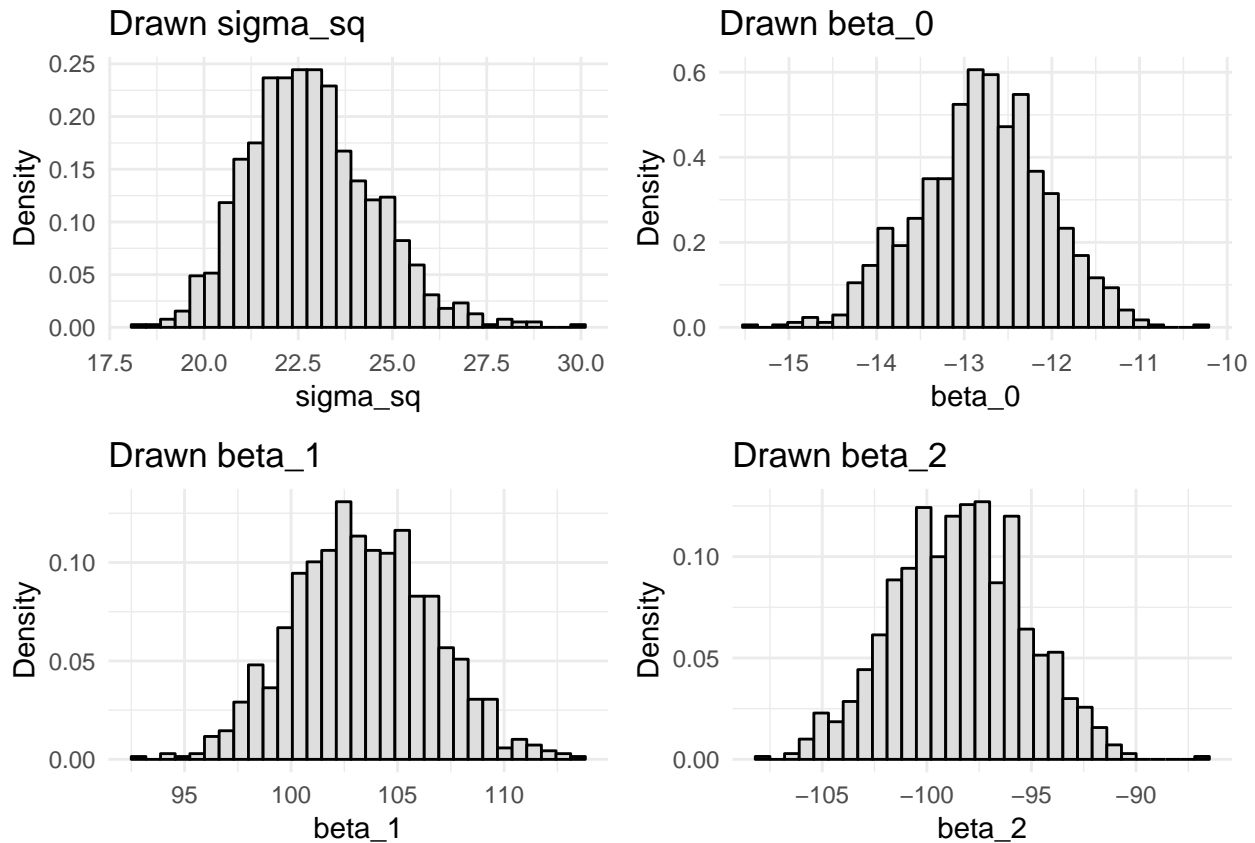 Drawn sigma_sq
Density
0.25
0.20
0.15
0.10
0.05
0.00
17.5 20.0 22.5 25.0 27.5 30.0
sigma_sq
Drawn beta_0
Density
0.6
0.4
0.2
0.0
−15 −14 −13 −12 −11 −10
beta_0
Drawn beta_1
Density
0.10
0.05
0.00
95 100 105 110
beta_1
Drawn beta_2
Density
0.10
0.05
0.00
−105 −100 −95 −90
beta_2